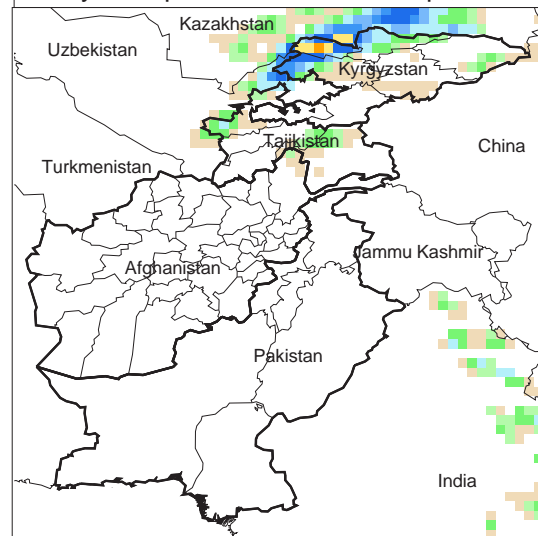 Kazakhstan
Uzbekistan
Kyrgyzstan
Tajikistan
China
Turkmenistan
Jammu Kashmir
Afghanistan
Pakistan
India